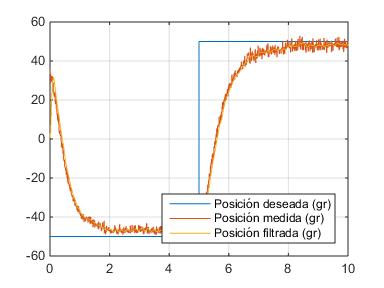 60
40
20
0
-20
-40
-60
Posición deseada (gr)
Posición medida (gr)
Posición filtrada (gr)
0 2 4 6 8 10